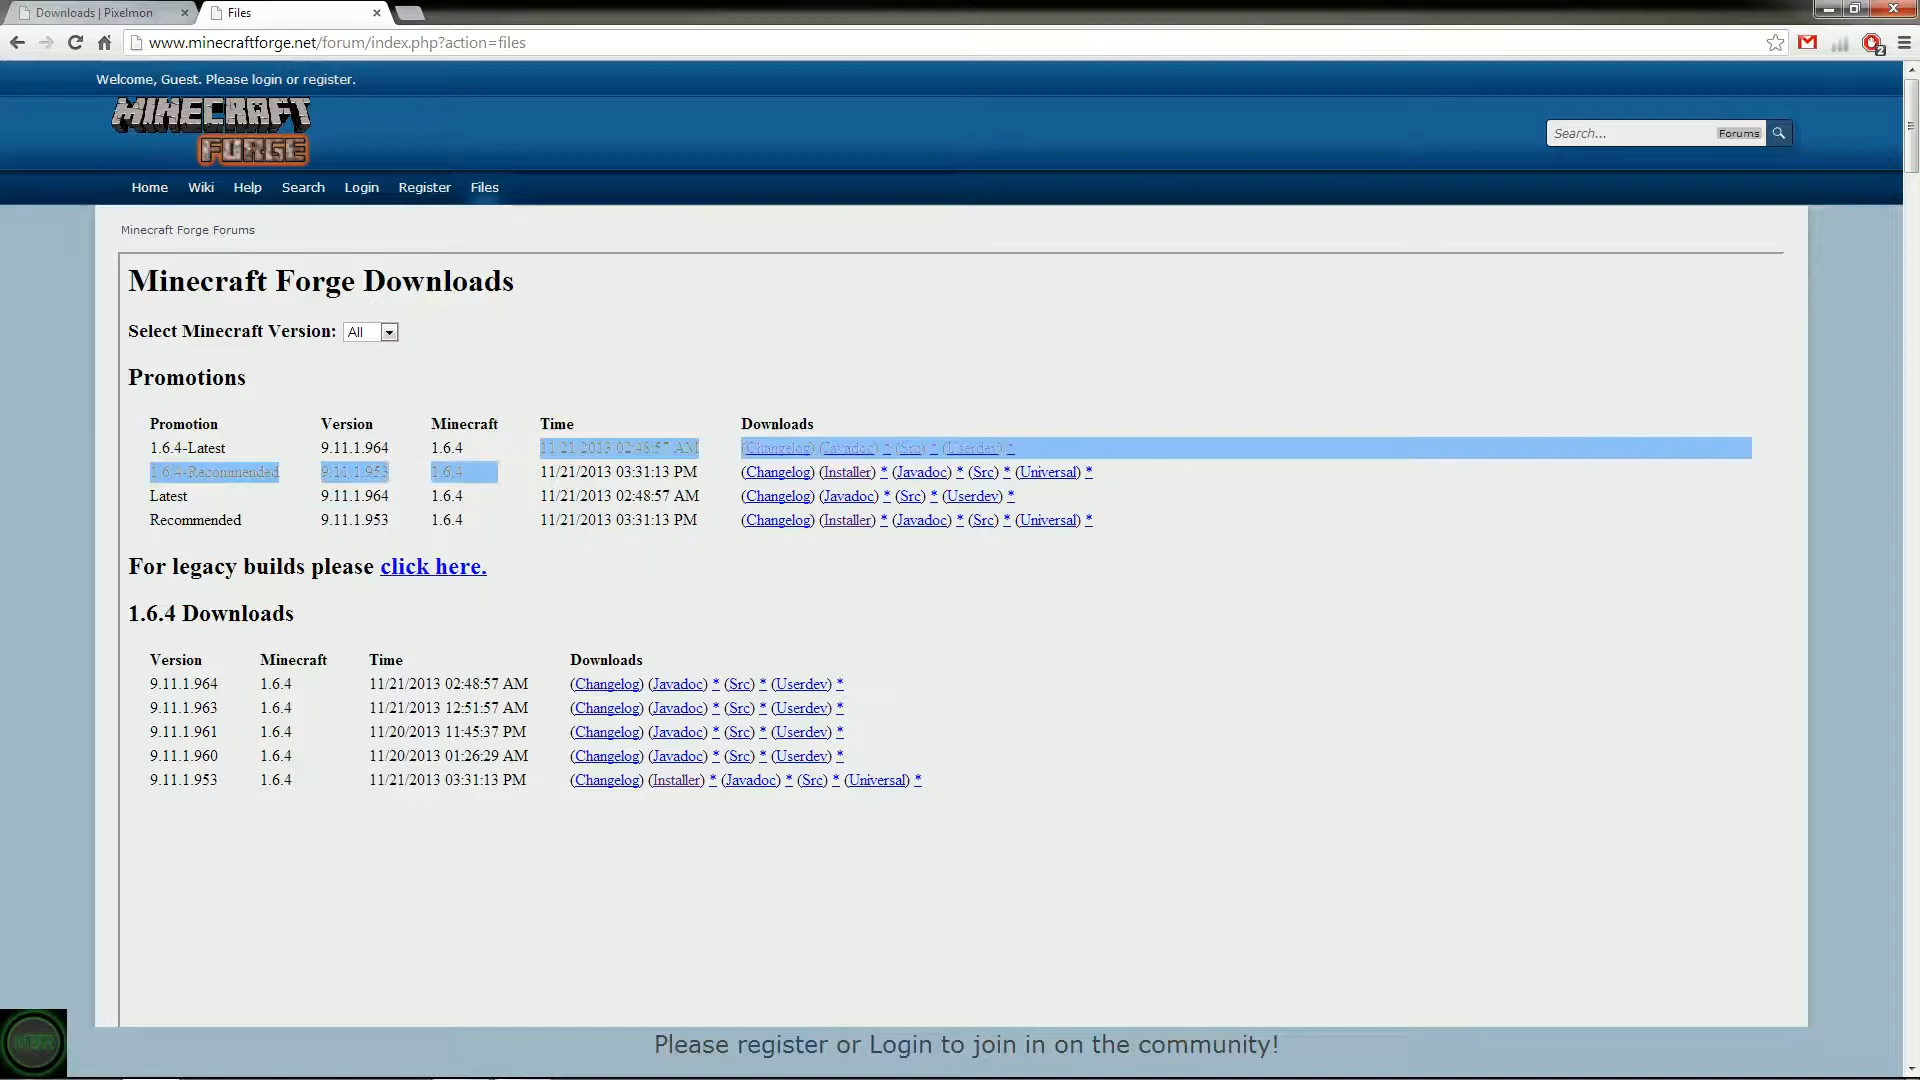 Downloads | Pixelmon
Files
www.minecraftforge.net/forum/index.php?action=files
2
Welcome, Guest. Please login or register.
MINECRAFT
FORGE
Search... Forums
Home Wiki Help Search Login Register Files
Minecraft Forge Forums
Minecraft Forge Downloads
Select Minecraft Version: All
Promotions
Promotion Version Minecraft Time Downloads
1.6.4-Latest 9.11.1.964 1.6.4 11/21/2013 02:48:57 AM (Changelog) (Javadoc) * (Src) * (Userdev) *
1.6.4-Recommended 9.11.1.953 1.6.4 11/21/2013 03:31:13 PM (Changelog) (Installer) * (Javadoc) * (Src) * (Universal) *
Latest 9.11.1.964 1.6.4 11/21/2013 02:48:57 AM (Changelog) (Javadoc) * (Src) * (Userdev) *
Recommended 9.11.1.953 1.6.4 11/21/2013 03:31:13 PM (Changelog) (Installer) * (Javadoc) * (Src) * (Universal) *
For legacy builds please click here.
1.6.4 Downloads
Version Minecraft Time Downloads
9.11.1.964 1.6.4 11/21/2013 02:48:57 AM (Changelog) (Javadoc) * (Src) * (Userdev) *
9.11.1.963 1.6.4 11/21/2013 12:51:57 AM (Changelog) (Javadoc) * (Src) * (Userdev) *
9.11.1.961 1.6.4 11/20/2013 11:45:37 PM (Changelog) (Javadoc) * (Src) * (Userdev) *
9.11.1.960 1.6.4 11/20/2013 01:26:29 AM (Changelog) (Javadoc) * (Src) * (Userdev) *
9.11.1.953 1.6.4 11/21/2013 03:31:13 PM (Changelog) (Installer) * (Javadoc) * (Src) * (Universal) *
Please register or Login to join in on the community!